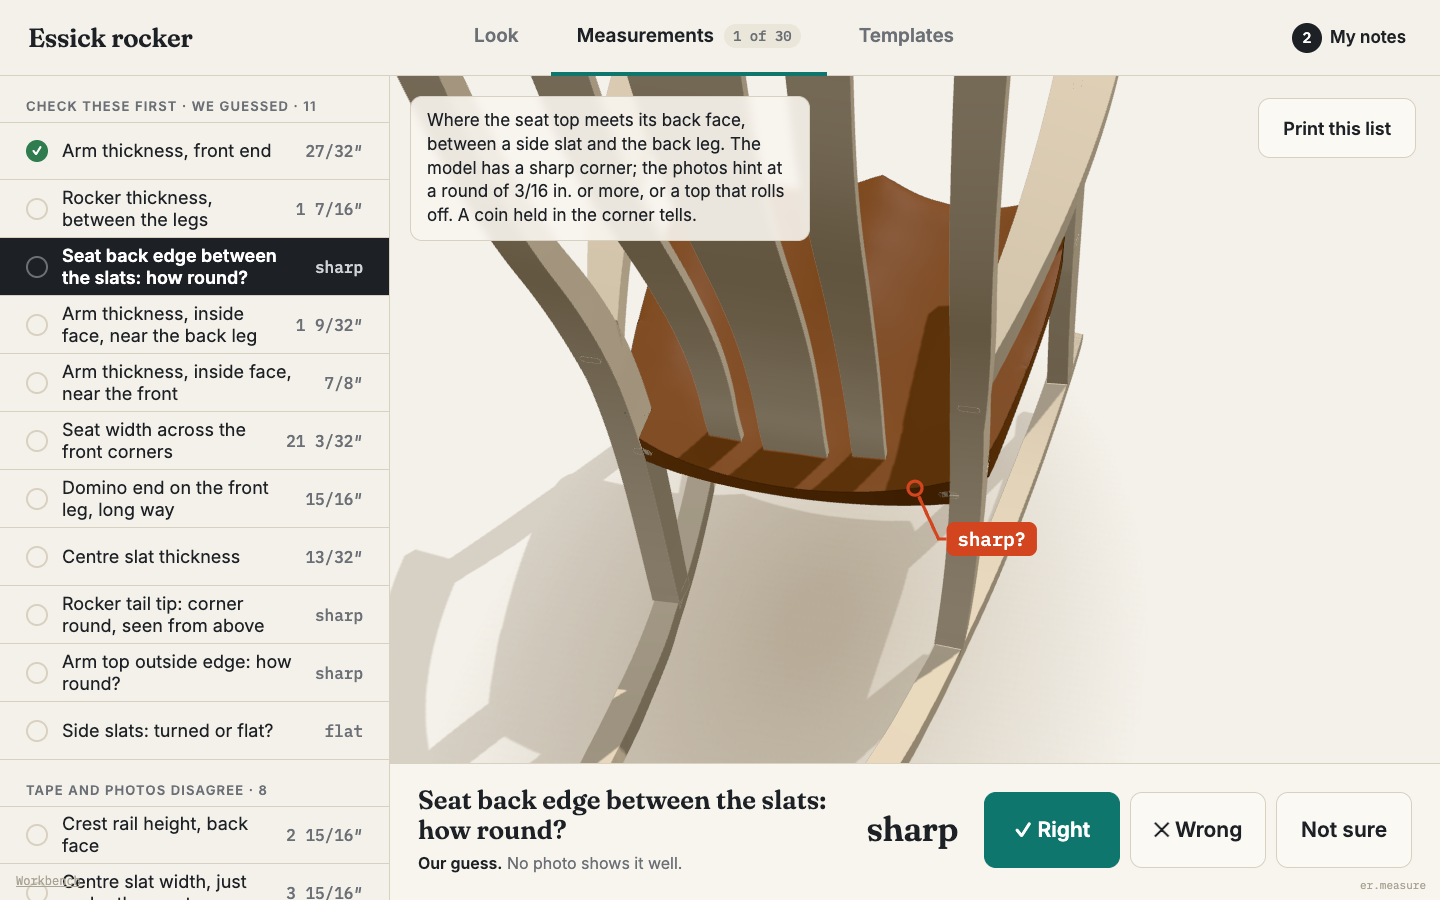 Essick rocker
Look
Measurements 1 of 30
Templates
2 My notes
CHECK THESE FIRST · WE GUESSED · 11
Arm thickness, front end 27/32"
Rocker thickness,
between the legs 1 7/16"
Seat back edge between
the slats: how round? sharp
Arm thickness, inside
face, near the back leg 1 9/32"
Arm thickness, inside face,
near the front 7/8"
Seat width across the
front corners 21 3/32"
Domino end on the front
leg, long way 15/16"
Centre slat thickness 13/32"
Rocker tail tip: corner
round, seen from above sharp
Arm top outside edge: how
round? sharp
Side slats: turned or flat? flat
TAPE AND PHOTOS DISAGREE · 8
Crest rail height, back
face 2 15/16"
Centre slat width, just 3 15/16"
Workbench
Where the seat top meets its back face,
between a side slat and the back leg. The
model has a sharp corner; the photos hint at
a round of 3/16 in. or more, or a top that rolls
off. A coin held in the corner tells.
Print this list
sharp?
Seat back edge between the slats:
how round?
Our guess. No photo shows it well.
sharp
Right
Wrong
Not sure
er.measure